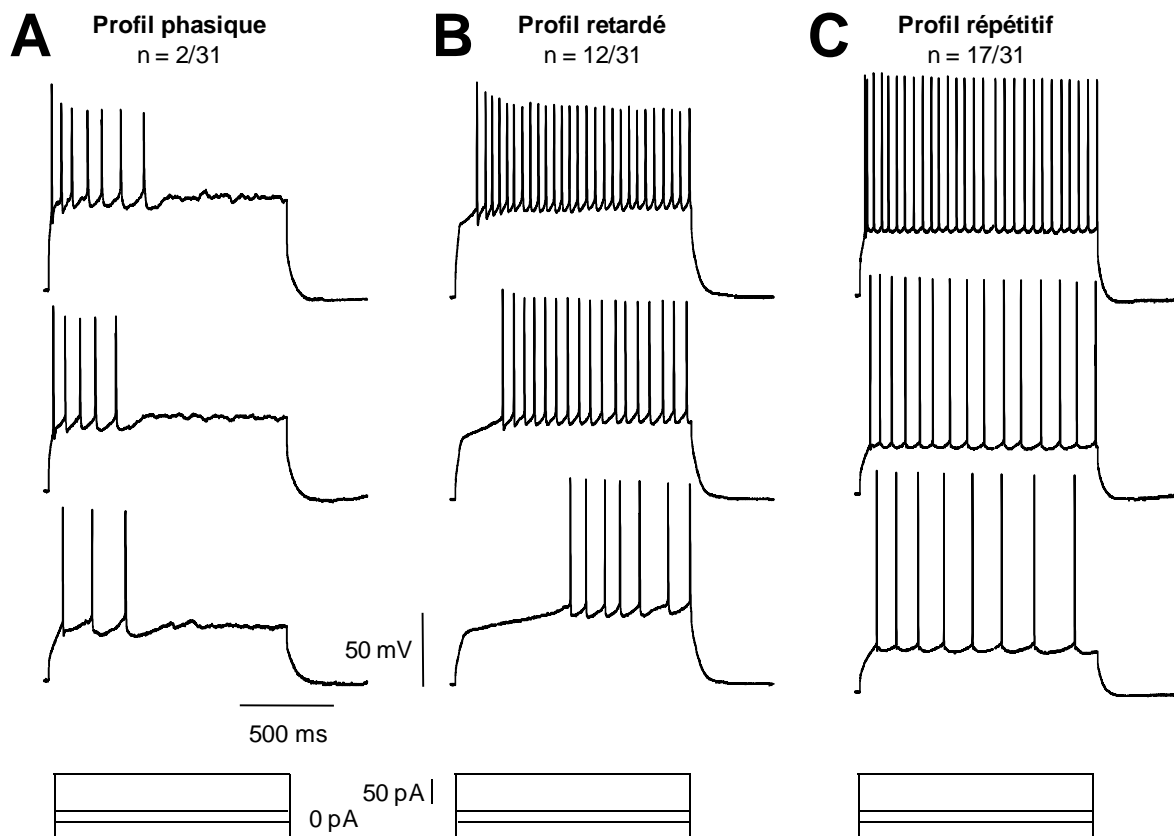 A
Profil phasique
n = 2/31
B
Profil retardé
n = 12/31
C
Profil répétitif
n = 17/31
50 mV
500 ms
50 pA
0 pA